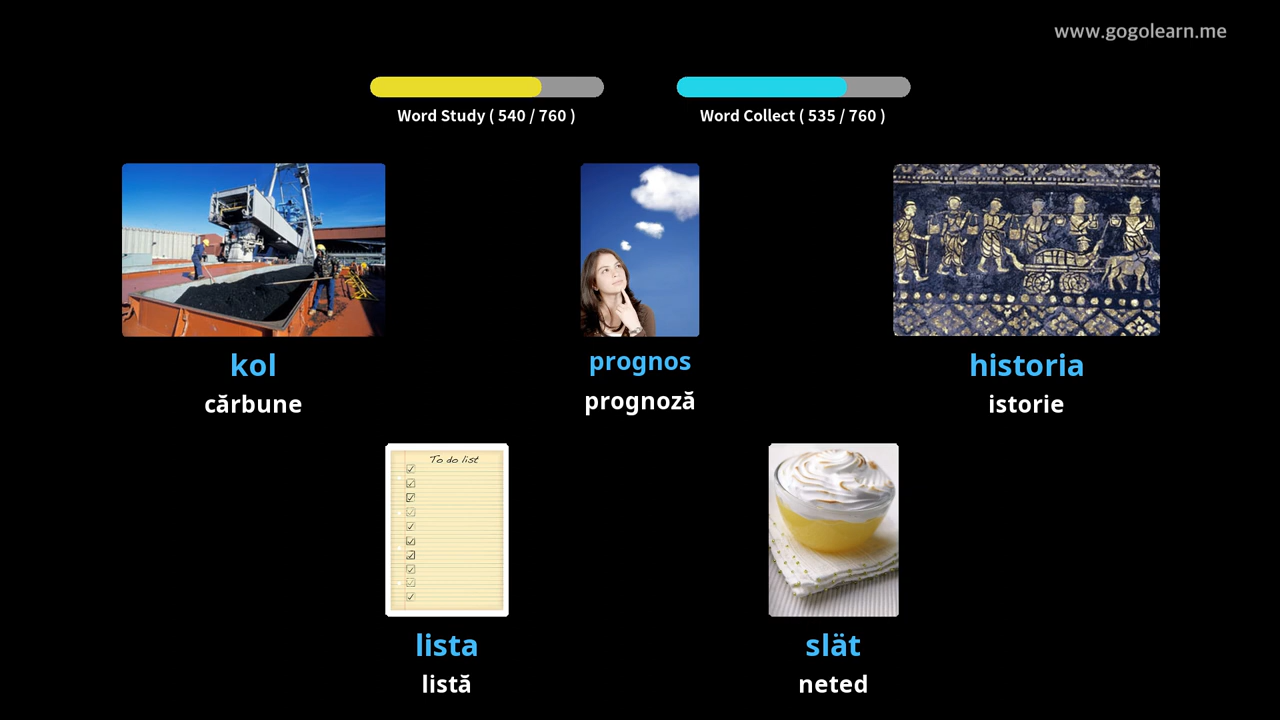 www.gogolearn.me
Word Study ( 540 / 760 )
Word Collect ( 535 / 760 )
kol
cărbune
prognos
prognoză
historia
istorie
To do list
lista
listă
slät
neted